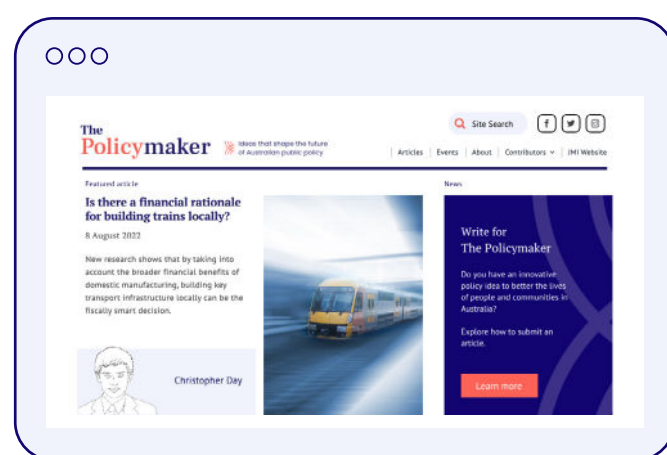 The
Policymaker
Ideas that shape the future
of Australian public policy
Site Search
Articles
Events
About
Contributors
JMI Website
Featured article
Is there a financial rationale
for building trains locally?
8 August 2022
New research shows that by taking into
account the broader financial benefits of
domestic manufacturing, building key
transport infrastructure locally can be the
fiscally smart decision.
Christopher Day
News
Write for
The Policymaker
Do you have an innovative
policy idea to better the lives
of people and communities in
Australia?
Explore how to submit an
article.
Learn more